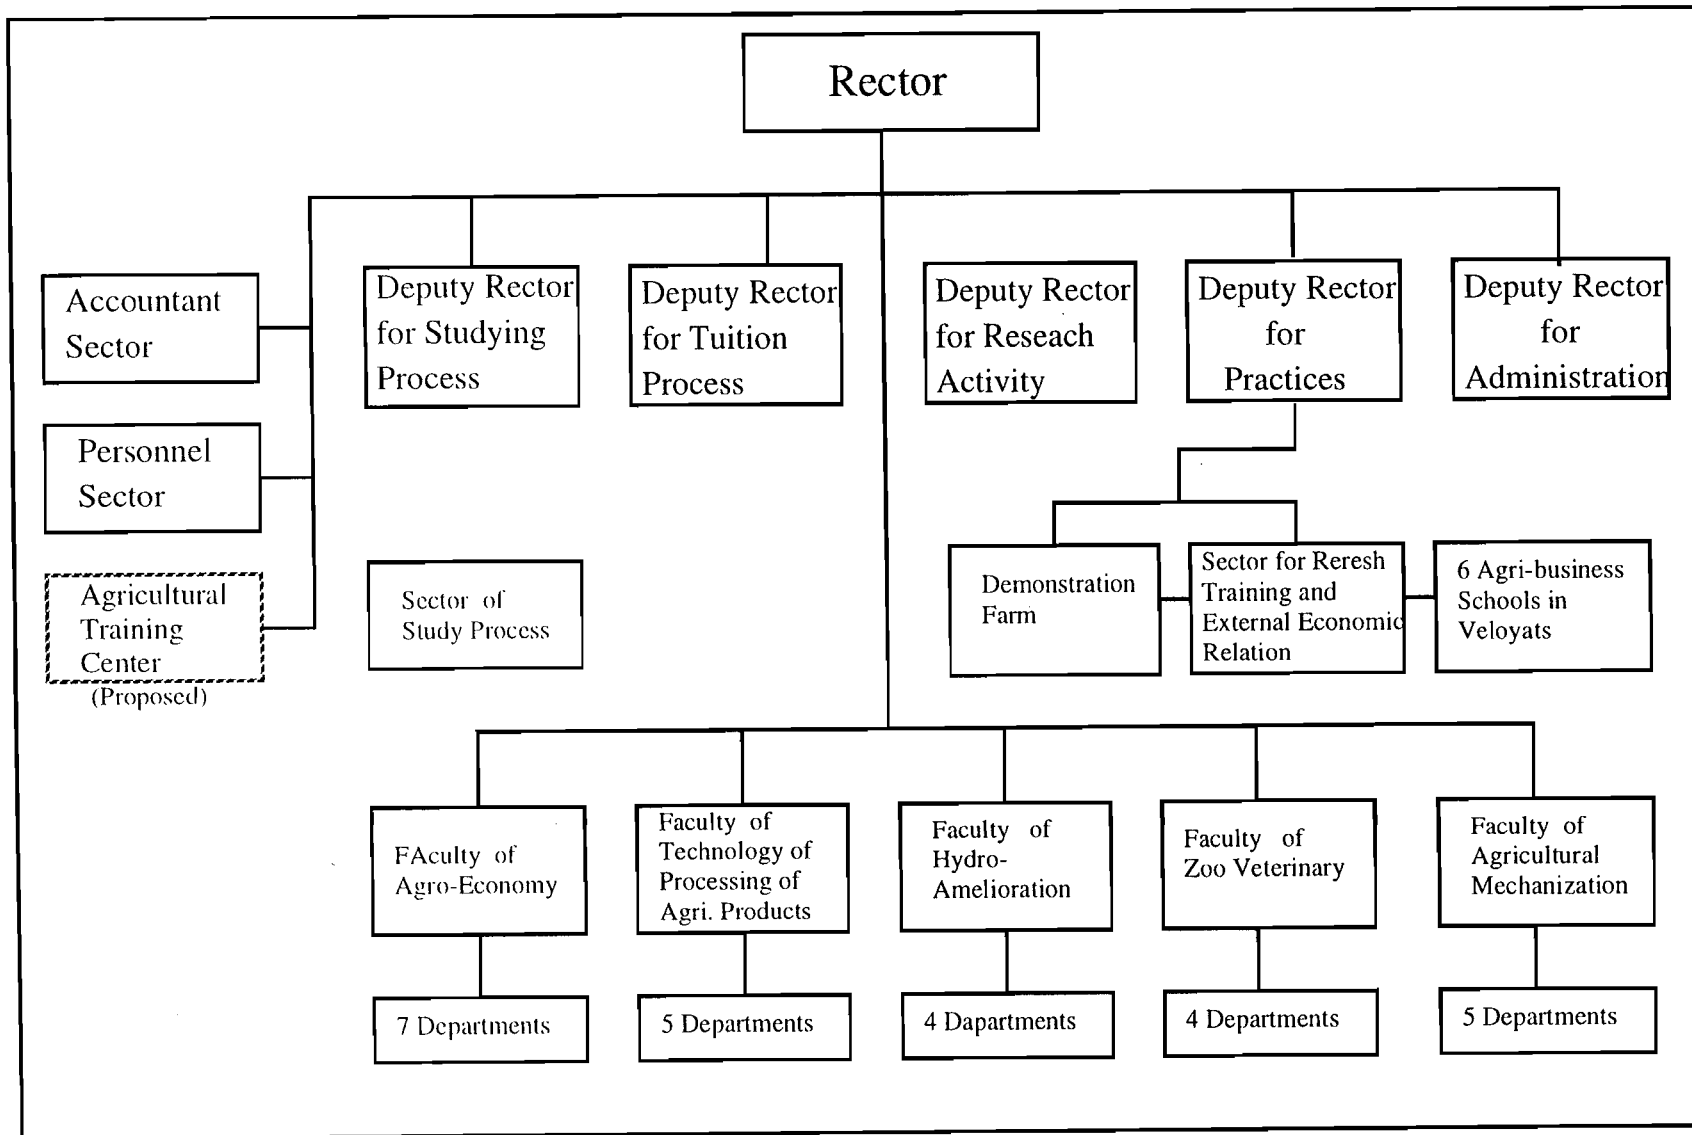 Rector
Accountant
Sector
Deputy Rector
for Studying
Process
Deputy Rector
for Tuition
Process
Deputy Rector
for Reseach
Activity
Deputy Rector
for
Practices
Deputy Rector
for
Administration
Personnel
Sector
Agricultural
Training
Center
(Proposed)
Sector of
Study Process
Demonstration
Farm
Sector for Reresh
Training and
External Economic
Relation
6 Agri-business
Schools in
Veloyats
FAculty of
Agro-Economy
Faculty of
Technology of
Processing of
Agri. Products
Faculty of
Hydro-
Amelioration
Faculty of
Zoo Veterinary
Faculty of
Agricultural
Mechanization
7 Departments
5 Departments
4 Dapartments
4 Departments
5 Departments